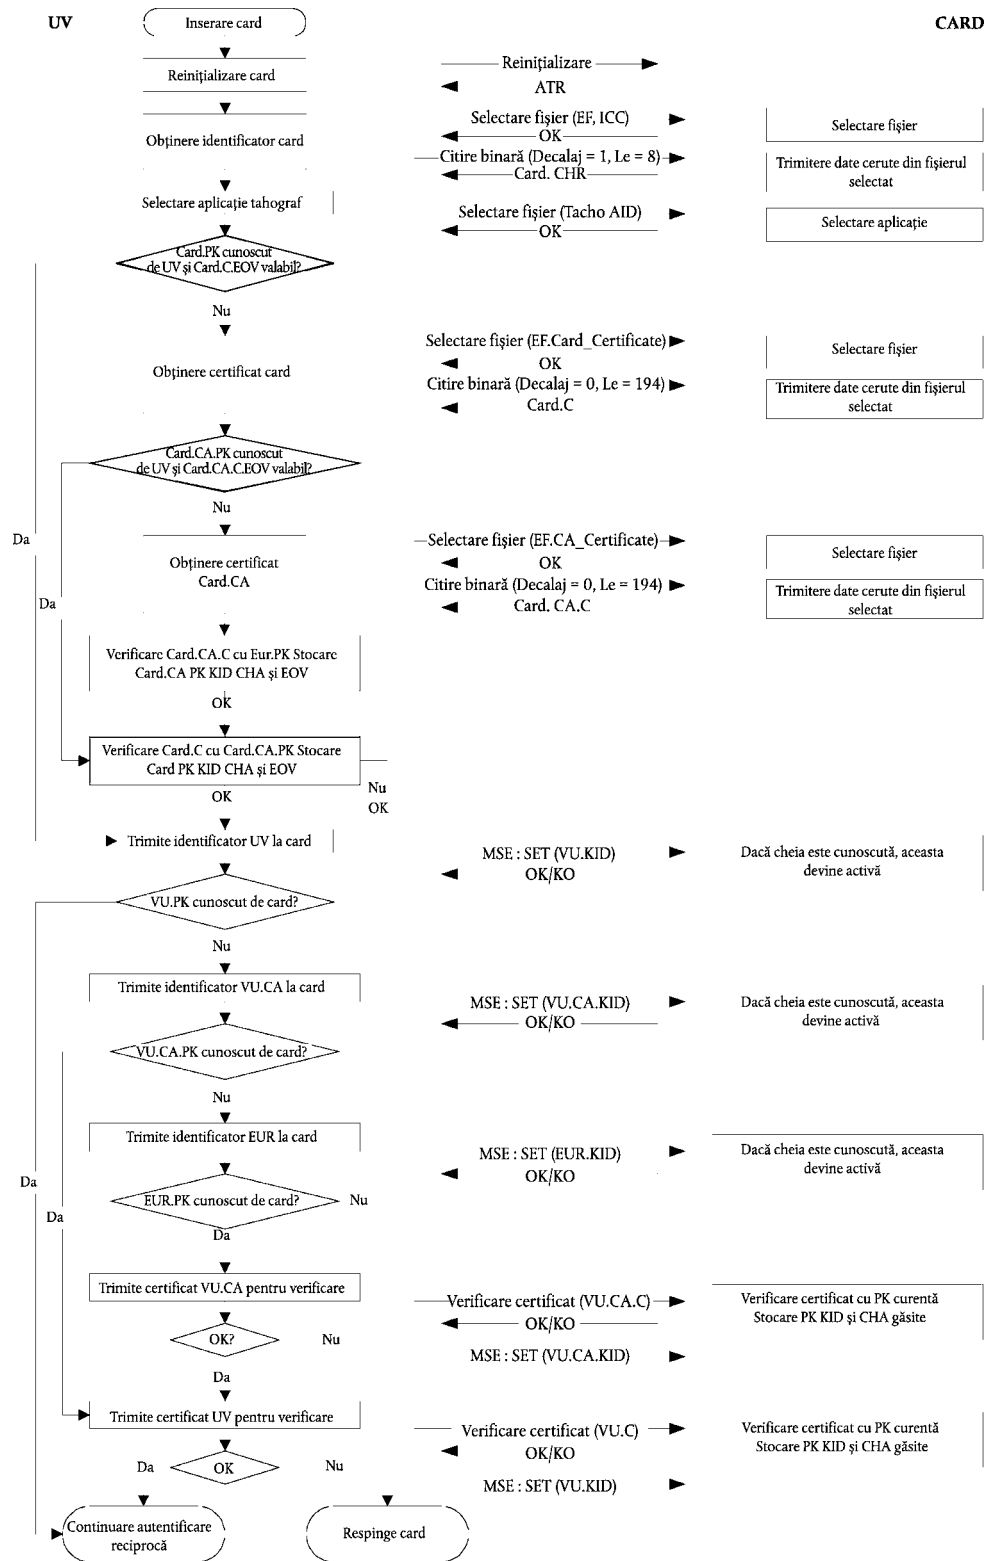 UV
CARD
Inserare card
Reinițializare card
Reinițializare
ATR
Obținere identificator card
Selectare fișier (EF, ICC)
OK
Selectare fișier
Citire binară (Decalaj = 1, Le = 8)
Card. CHR
Trimitere date cerute din fișierul
selectat
Selectare aplicație tahograf
Selectare fișier (Tacho AID)
OK
Selectare aplicație
Card.PK cunoscut
de UV și Card.C.EOV valabil?
Nu
Obținere certificat card
Selectare fișier (EF.Card_Certificate)
OK
Selectare fișier
Citire binară (Decalaj = 0, Le = 194)
Card.C
Trimitere date cerute din fișierul
selectat
Card.CA.PK cunoscut
de UV și Card.CA.C.EOV valabil?
Nu
Da
Obținere certificat
Card.CA
Selectare fișier (EF.CA_Certificate)
OK
Selectare fișier
Citire binară (Decalaj = 0, Le = 194)
Card. CA.C
Trimitere date cerute din fișierul
selectat
Da
Verificare Card.CA.C cu Eur.PK Stocare
Card.CA PK KID CHA și EOV
OK
Verificare Card.C cu Card.CA.PK Stocare
Card PK KID CHA și EOV
Nu
OK
OK
Trimite identificator UV la card
MSE : SET (VU.KID)
OK/KO
Dacă cheia este cunoscută, aceasta
devine activă
VU.PK cunoscut de card?
Nu
Trimite identificator VU.CA la card
MSE : SET (VU.CA.KID)
OK/KO
Dacă cheia este cunoscută, aceasta
devine activă
VU.CA.PK cunoscut de card?
Nu
Trimite identificator EUR la card
MSE : SET (EUR.KID)
OK/KO
Dacă cheia este cunoscută, aceasta
devine activă
Da
EUR.PK cunoscut de card?
Nu
Da
Da
Trimite certificat VU.CA pentru verificare
Verificare certificat (VU.CA.C)
OK/KO
Verificare certificat cu PK curentă
Stocare PK KID și CHA găsite
OK?
Nu
MSE : SET (VU.CA.KID)
Da
Trimite certificat UV pentru verificare
Verificare certificat (VU.C)
OK/KO
Verificare certificat cu PK curentă
Stocare PK KID și CHA găsite
Da
OK
Nu
MSE : SET (VU.KID)
Continuare autentificare
reciprocă
Respinge card